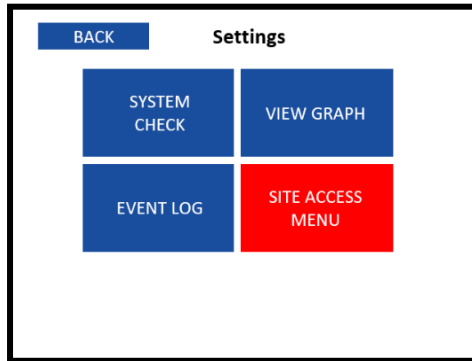 BACK
Settings
SYSTEM
CHECK
VIEW GRAPH
EVENT LOG
SITE ACCESS
MENU